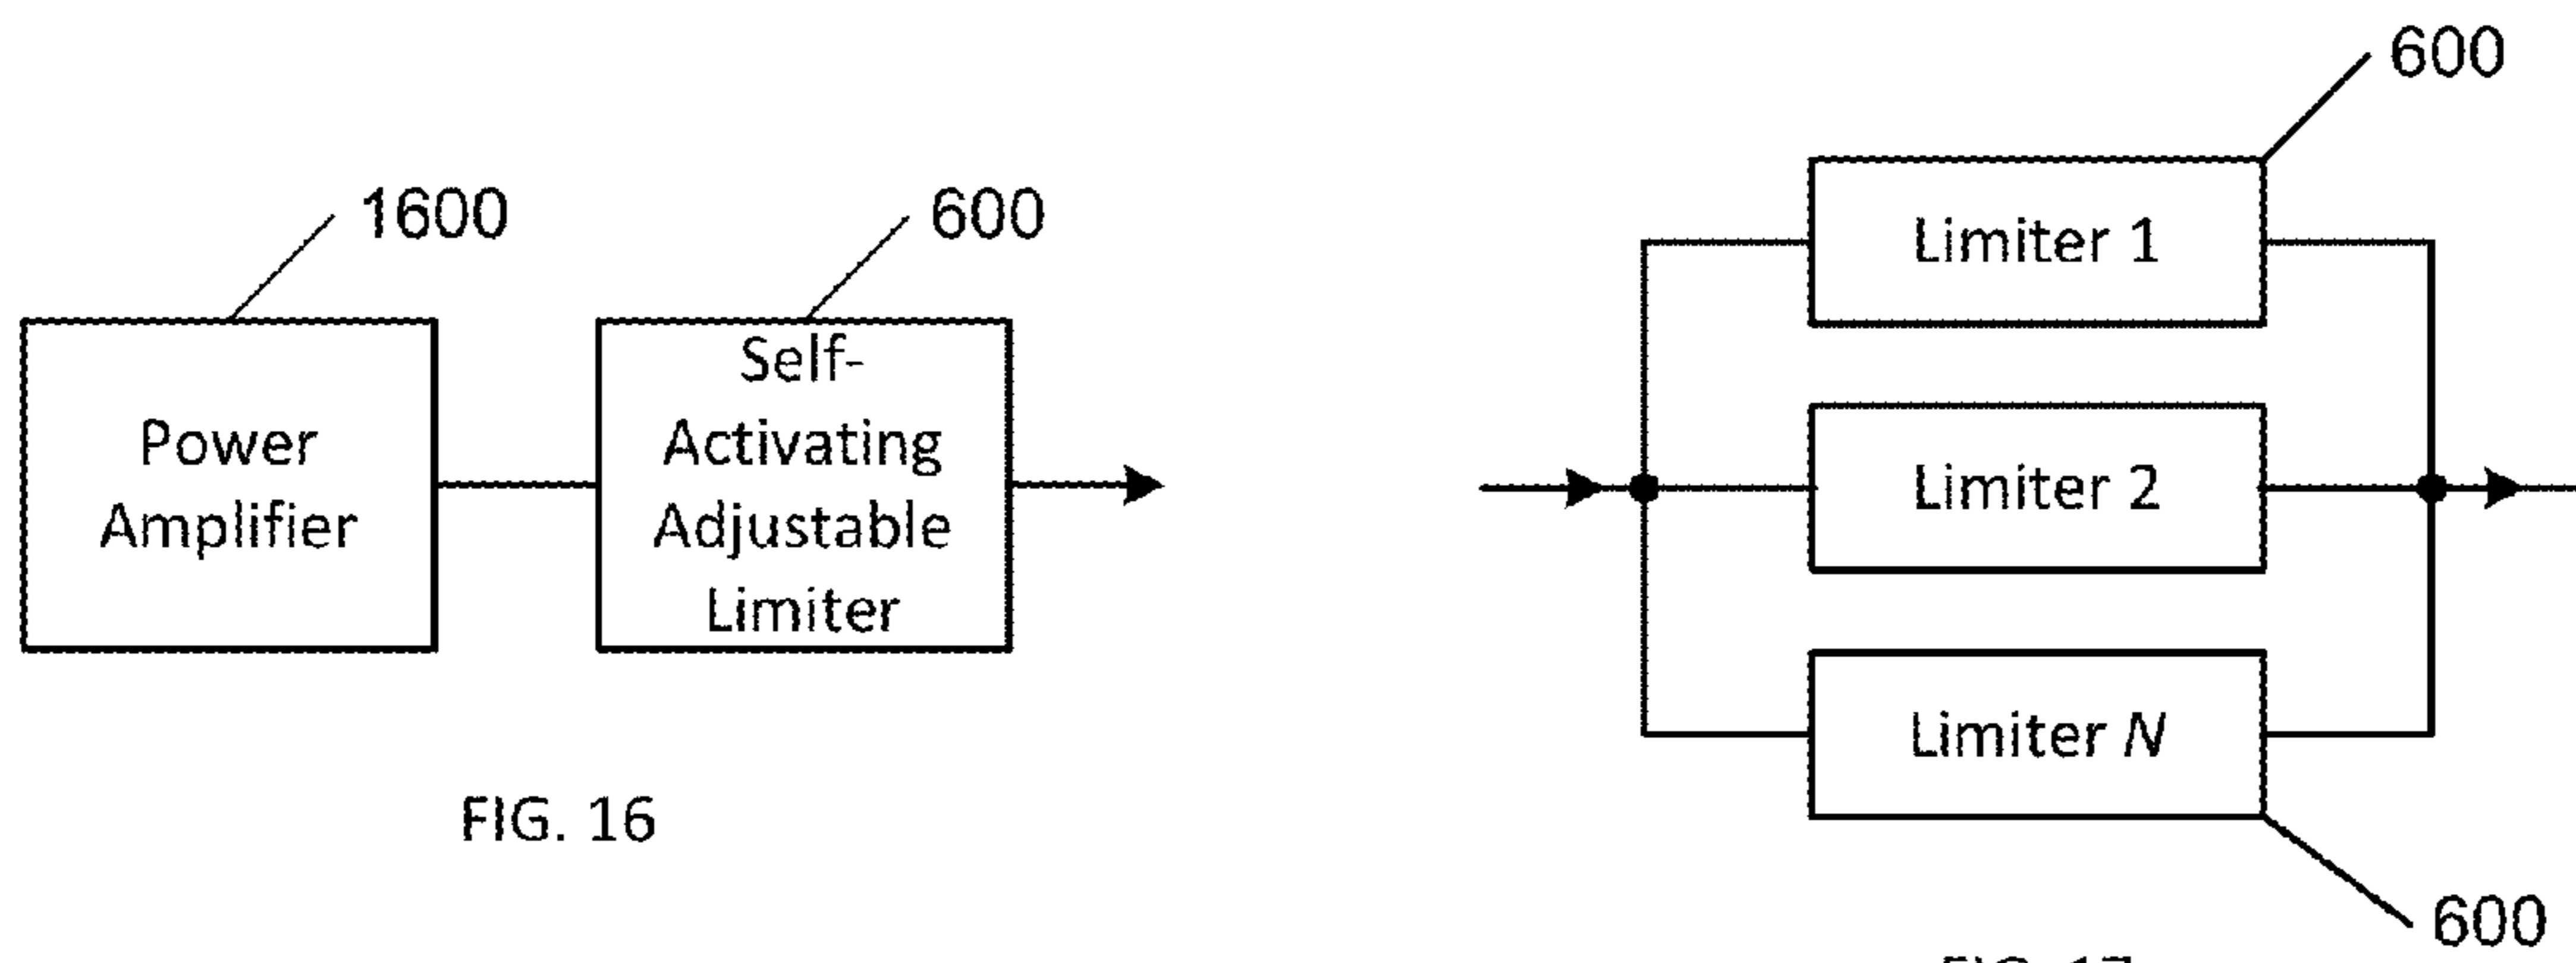 1600
600
Power
Amplifier
Self-
Activating
Adjustable
Limiter
FIG. 16
600
Limiter 1
Limiter 2
Limiter N
600